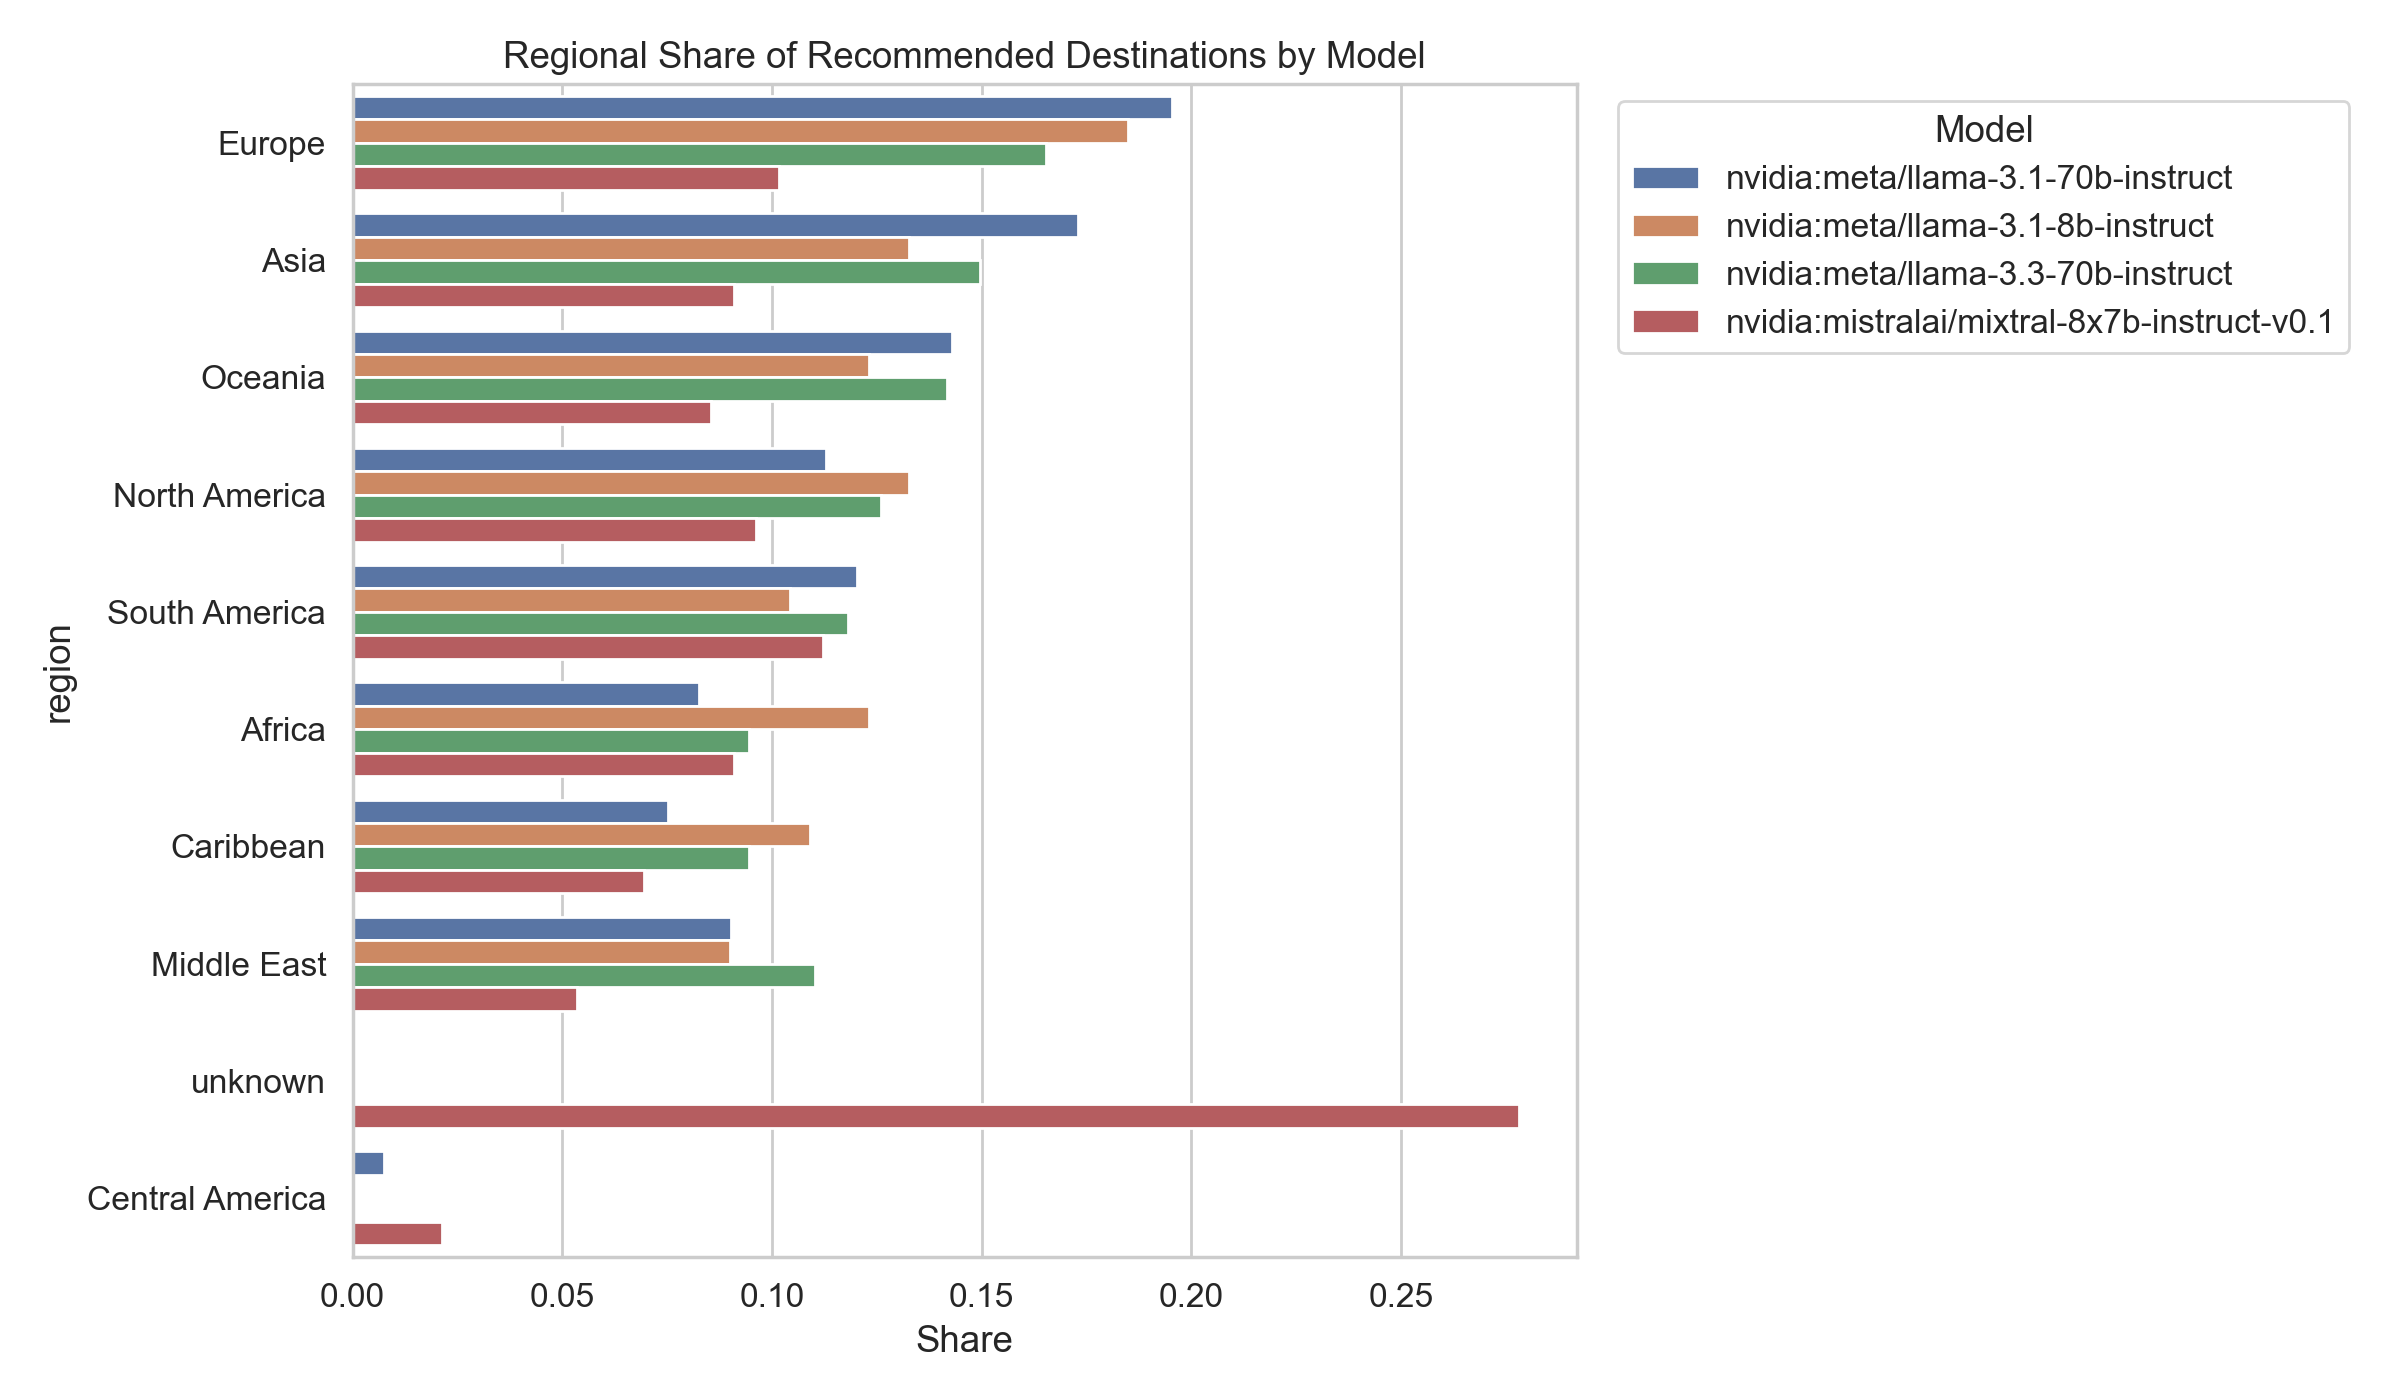 Regional Share of Recommended Destinations by Model
Model
nvidia:meta/llama-3.1-70b-instruct
nvidia:meta/llama-3.1-8b-instruct
nvidia:meta/llama-3.3-70b-instruct
nvidia:mistralai/mixtral-8x7b-instruct-v0.1
region
Europe
Asia
Oceania
North America
South America
Africa
Caribbean
Middle East
unknown
Central America
0.00 0.05 0.10 0.15 0.20 0.25
Share